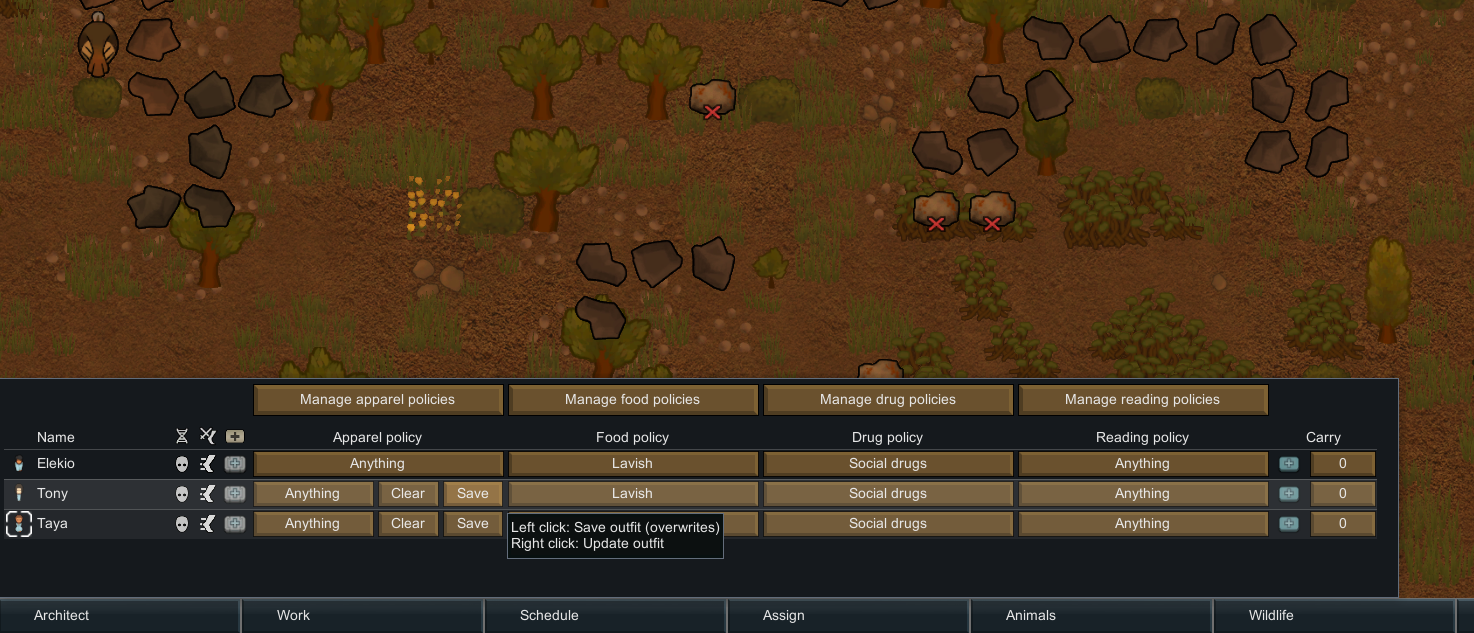 Manage apparel policies Manage food policies Manage drug policies Manage reading policies
Name Apparel policy Food policy Drug policy Reading policy Carry
Elekio Anything Lavish Social drugs Anything 0
Tony Anything Clear Save Lavish Social drugs Anything 0
Taya Anything Clear Save Social drugs Anything 0
Left click: Save outfit (overwrites)
Right click: Update outfit
Architect Work Schedule Assign Animals Wildlife